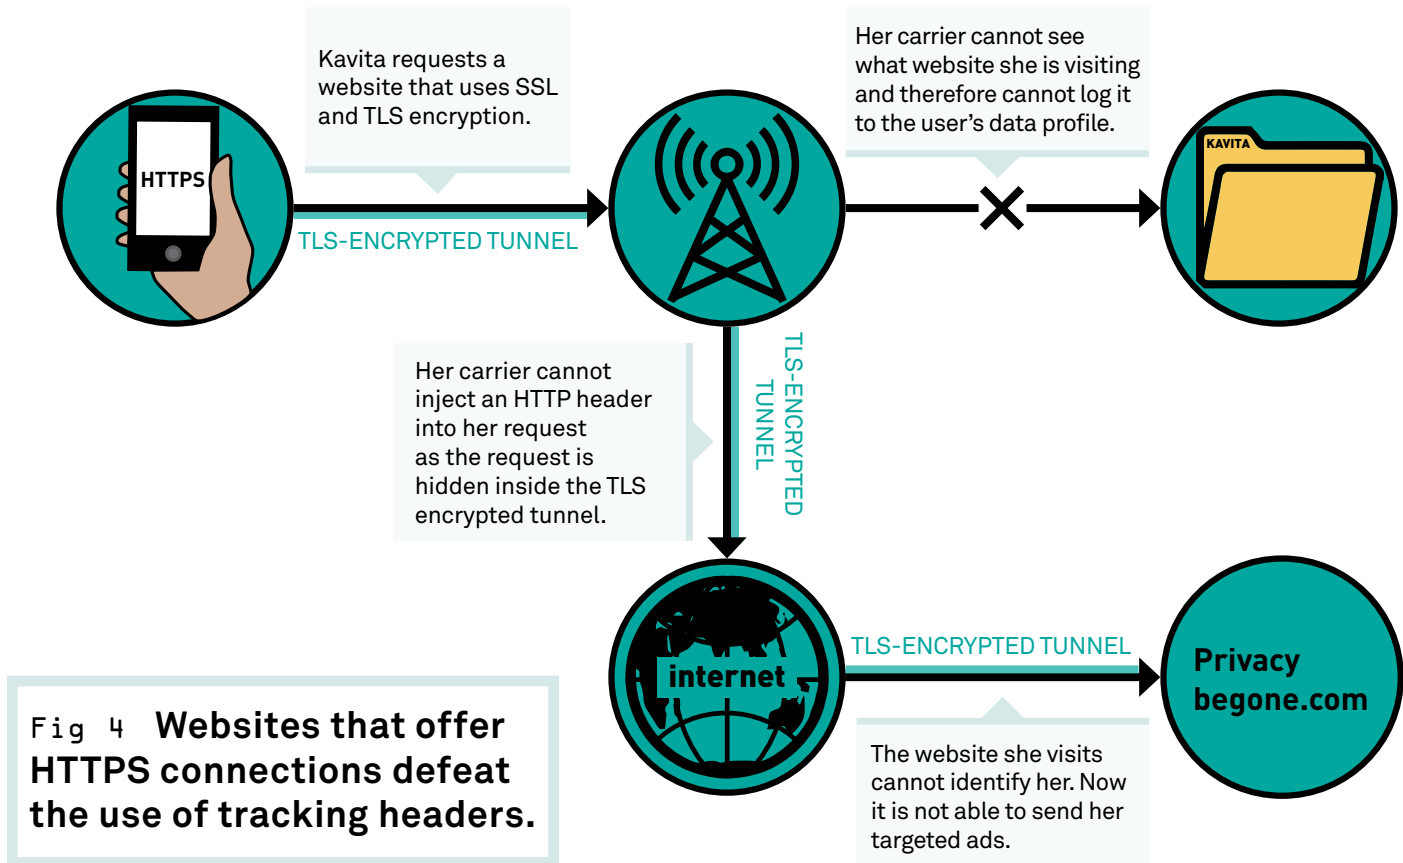 Kavita requests a
website that uses SSL
and TLS encryption.
Her carrier cannot see
what website she is visiting
and therefore cannot log it
to the user’s data profile.
HTTPS
TLS-ENCRYPTED TUNNEL
KAVITA
Her carrier cannot
inject an HTTP header
into her request
as the request is
hidden inside the TLS
encrypted tunnel.
TLS-ENCRYPTED
TUNNEL
internet
TLS-ENCRYPTED TUNNEL
Privacy
begone.com
The website she visits
cannot identify her. Now
it is not able to send her
targeted ads.
Fig 4 Websites that offer
HTTPS connections defeat
the use of tracking headers.